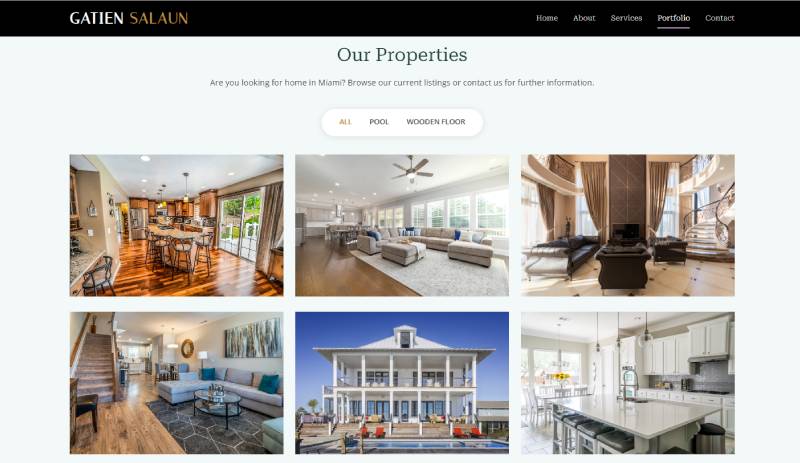 GATIEN SALAUN
Home About Services Portfolio Contact
Our Properties
Are you looking for home in Miami? Browse our current listings or contact us for further information.
ALL POOL WOODEN FLOOR